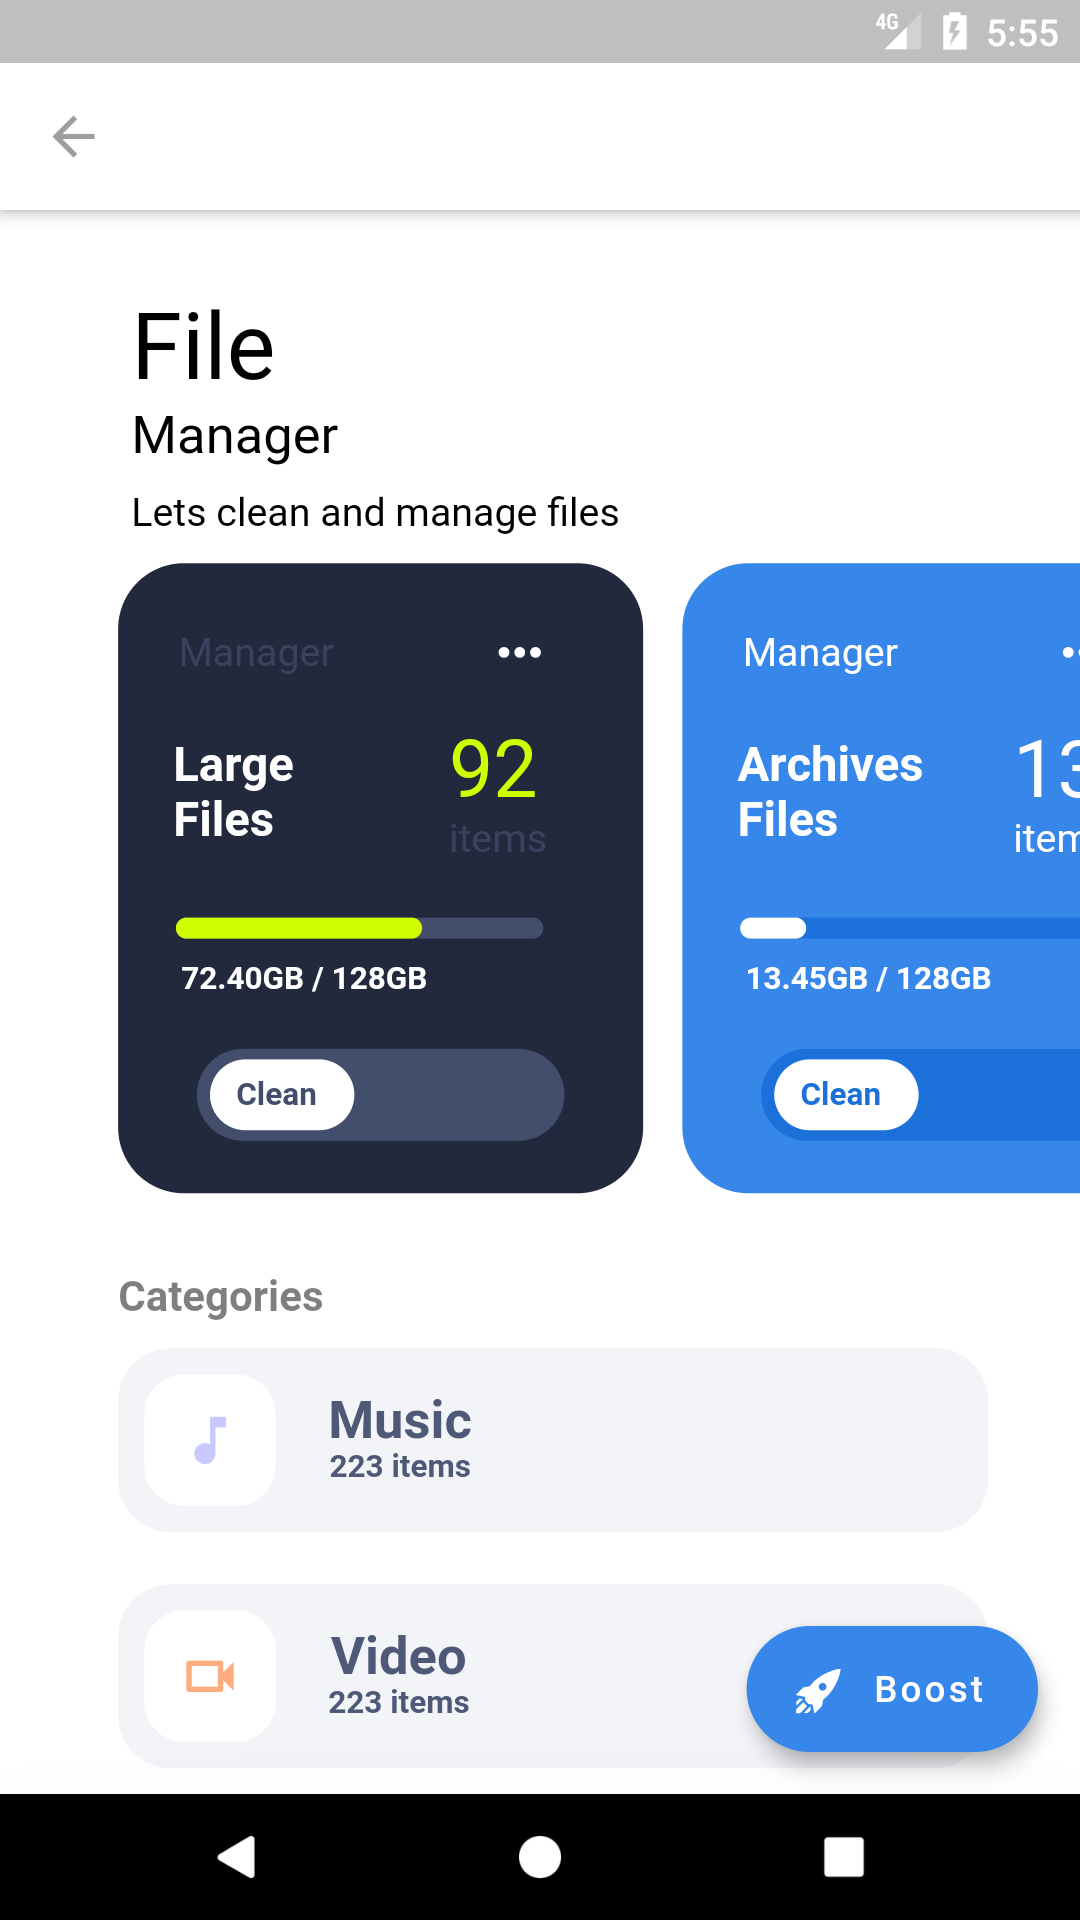 4G 5:55
File
Manager
Lets clean and manage files
Manager
Large
Files
92
items
72.40GB / 128GB
Clean
Manager
Archives
Files
13.45GB / 128GB
Clean
Categories
Music
223 items
Video
223 items
Boost